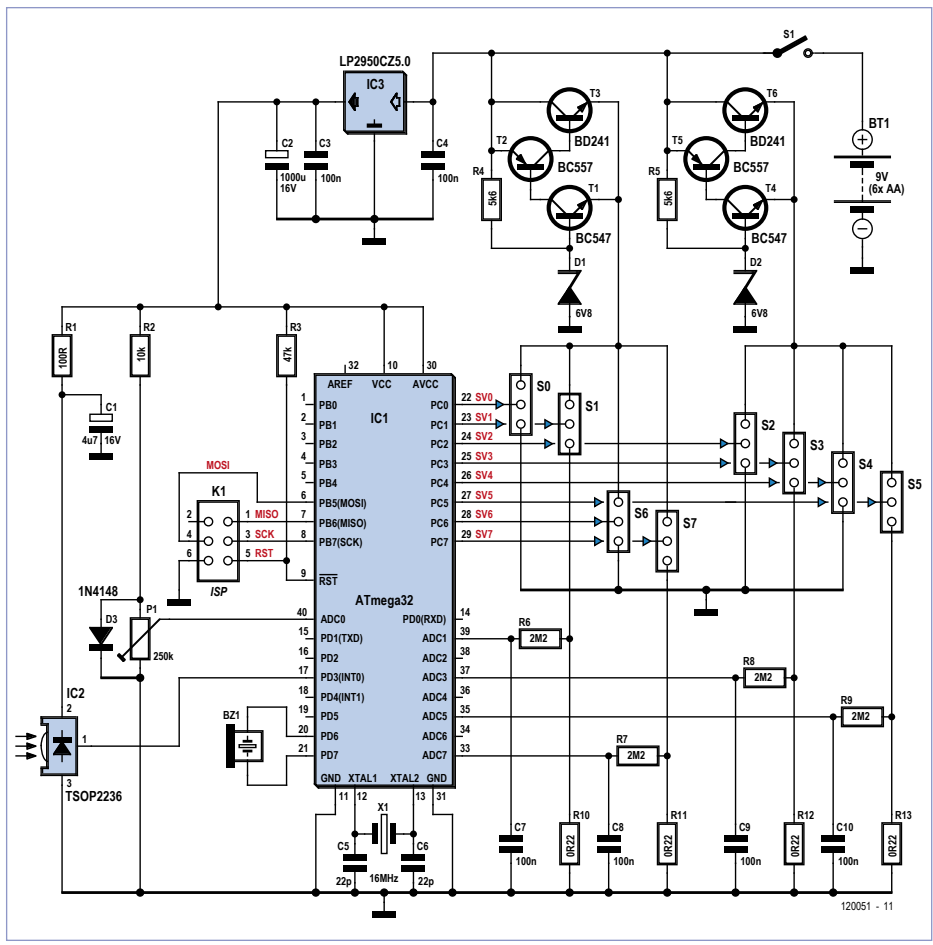 S1
LP2950CZ5.0
IC3
T3
T6
BD241
BD241
BT1
C2
1000u
16V
C3
100n
C4
100n
T2
BC557
T5
BC557
9V
(6x AA)
R4
5k6
T1
BC547
R5
5k6
T4
BC547
D1
6V8
D2
6V8
R1
100R
R2
10k
R3
47k
32
10
30
AREF
VCC
AVCC
IC1
C1
4u7
16V
1
PB0
2
PB1
3
PB2
4
PB3
5
PB4
6
PB5(MOSI)
7
PB6(MISO)
8
PB7(SCK)
9
RST
PC0
22
SV0
PC1
23
SV1
PC2
24
SV2
PC3
25
SV3
PC4
26
SV4
PC5
27
SV5
PC6
28
SV6
PC7
29
SV7
S0
S1
S2
S3
S4
S5
S6
S7
MOSI
K1
2
1
MISO
4
3
SCK
6
5
RST
ISP
ATmega32
1N4148
D3
P1
250k
40
ADC0
15
PD1(TXD)
16
PD2
17
PD3(INT0)
18
PD4(INT1)
19
PD5
20
PD6
21
PD7
PD0(RXD)
14
ADC1
39
ADC2
38
ADC3
37
ADC4
36
ADC5
35
ADC6
34
ADC7
33
R6
2M2
R8
2M2
R9
2M2
R7
2M2
IC2
2
1
3
TSOP2236
BZ1
GND
XTAL1
XTAL2
GND
11
12
13
31
X1
16MHz
C5
22p
C6
22p
C7
100n
R10
0R22
C8
100n
R11
0R22
C9
100n
R12
0R22
C10
100n
R13
0R22
120051 - 11